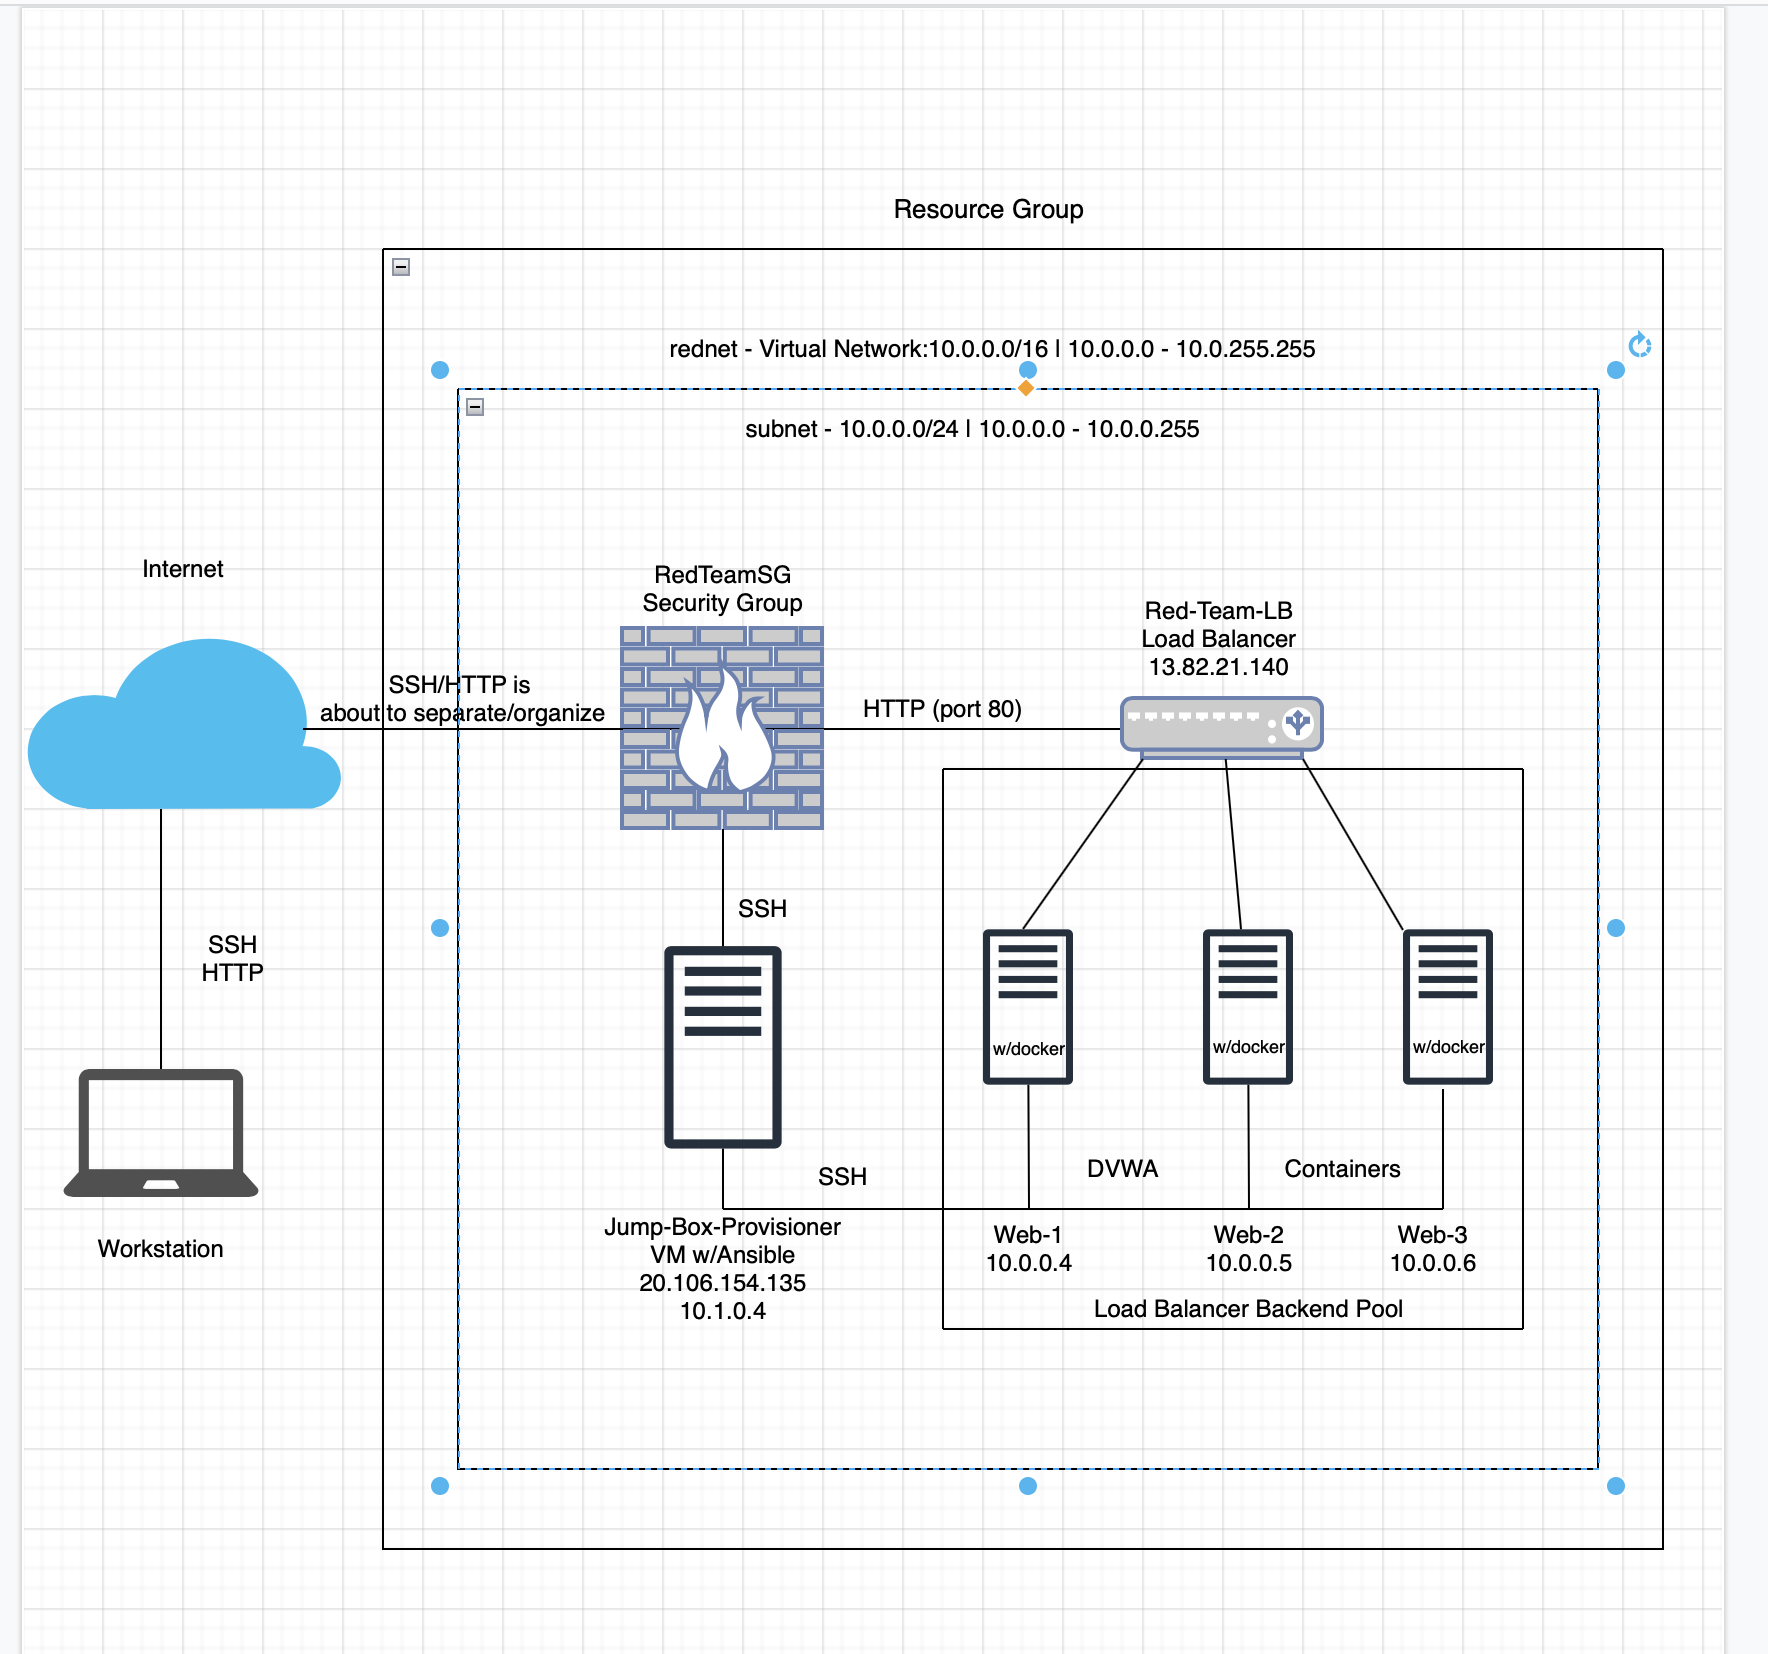 Resource Group
rednet - Virtual Network:10.0.0.0/16 | 10.0.0.0 - 10.0.255.255
subnet - 10.0.0.0/24 | 10.0.0.0 - 10.0.0.255
Internet
RedTeamSG
Security Group
Red-Team-LB
Load Balancer
13.82.21.140
SSH/HTTP is
about to separate/organize
HTTP (port 80)
SSH
SSH
HTTP
w/docker
w/docker
w/docker
SSH
DVWA
Containers
Workstation
Jump-Box-Provisioner
VM w/Ansible
20.106.154.135
10.1.0.4
Web-1
10.0.0.4
Web-2
10.0.0.5
Web-3
10.0.0.6
Load Balancer Backend Pool